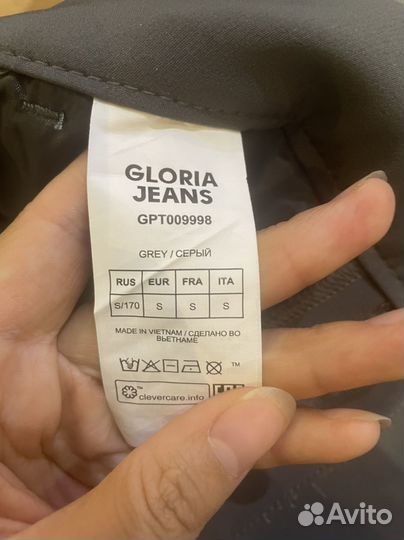 GLORIA
JEANS
GPT009998
GREY / СЕРЫЙ
RUS EUR FRA ITA
S/170 S S S
MADE IN VIETNAM / СДЕЛАНО ВО
ВЬЕТНАМЕ
TM
TM
clevercare.info
Avito